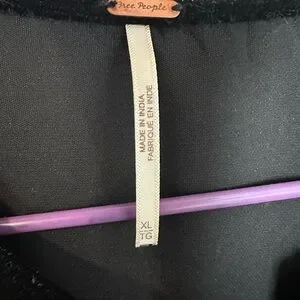 Free People
MADE IN INDIA
FABRIQUÉ EN INDE
XL
TG